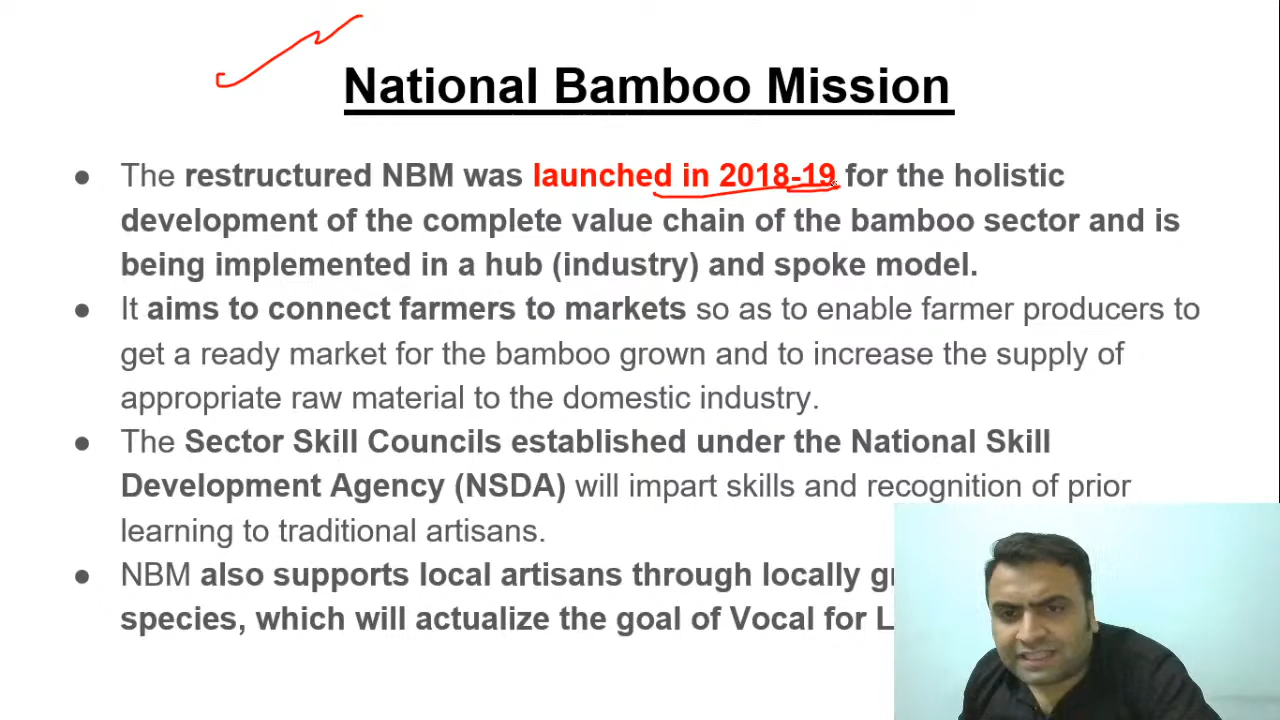 National Bamboo Mission
● The restructured NBM was launched in 2018-19 for the holistic
development of the complete value chain of the bamboo sector and is
being implemented in a hub (industry) and spoke model.
● It aims to connect farmers to markets so as to enable farmer producers to
get a ready market for the bamboo grown and to increase the supply of
appropriate raw material to the domestic industry.
● The Sector Skill Councils established under the National Skill
Development Agency (NSDA) will impart skills and recognition of prior
learning to traditional artisans.
● NBM also supports local artisans through locally
species, which will actualize the goal of Vocal for